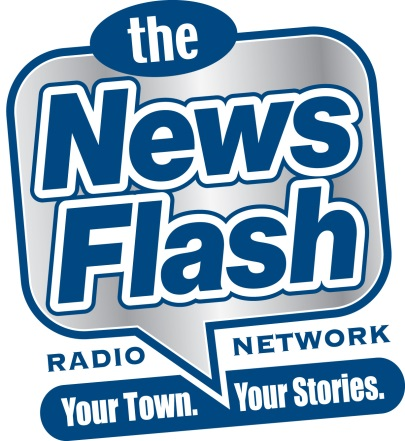 the
News
Flash
RADIO NETWORK
Your Town. Your Stories.